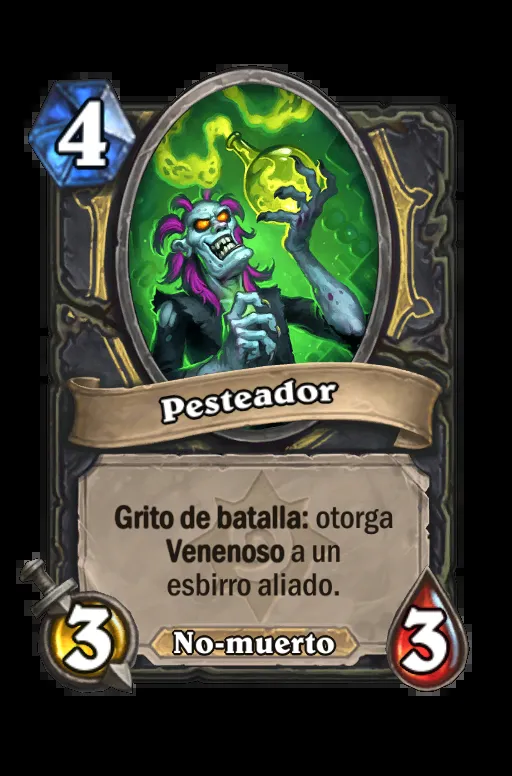 4
Pesteador
Grito de batalla: otorga
Venenoso a un
esbirro aliado.
3
No-muerto
3